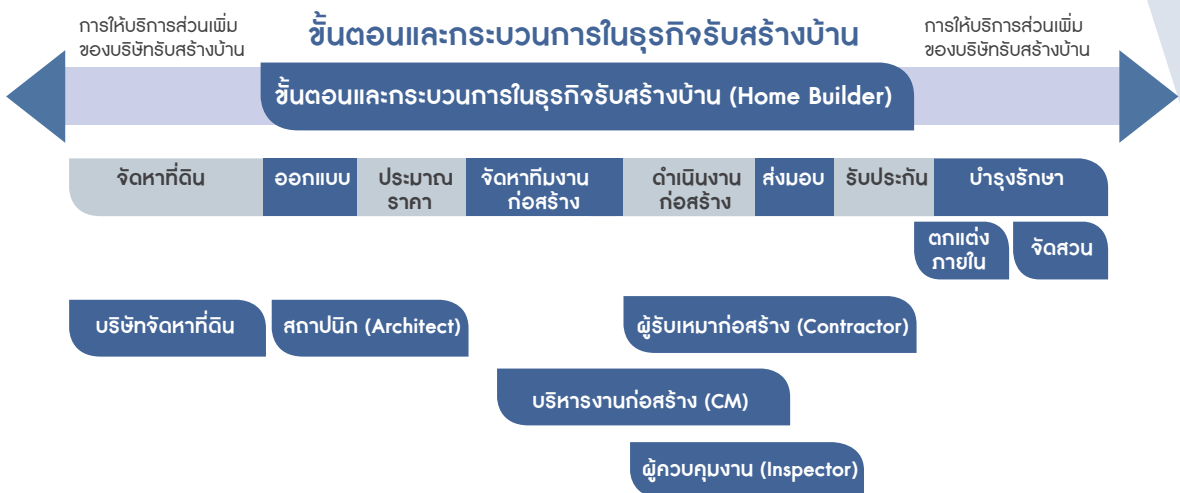 การให้บริการส่วนเพิ่ม
ของบริษัทรับสร้างบ้าน
ขั้นตอนและกระบวนการในธุรกิจรับสร้างบ้าน
การให้บริการส่วนเพิ่ม
ของบริษัทรับสร้างบ้าน
ขั้นตอนและกระบวนการในธุรกิจรับสร้างบ้าน (Home Builder)
จัดหาที่ดิน
ออกแบบ
ประมาณ
ราคา
จัดหาทีมงาน
ก่อสร้าง
ดำเนินงาน
ก่อสร้าง
ส่งมอบ
รับประกัน
บำรุงรักษา
ตกแต่ง
ภายใน
จัดสวน
บริษัทจัดหาที่ดิน
สถาปนิก (Architect)
ผู้รับเหมาก่อสร้าง (Contractor)
บริหารงานก่อสร้าง (CM)
ผู้ควบคุมงาน (Inspector)